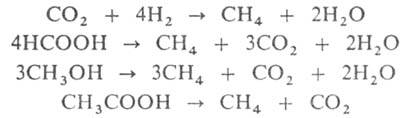 CO₂ + 4H₂ → CH₄ + 2H₂O
4HCOOH → CH₄ + 3CO₂ + 2H₂O
3CH₃OH → 3CH₄ + CO₂ + 2H₂O
CH₃COOH → CH₄ + CO₂